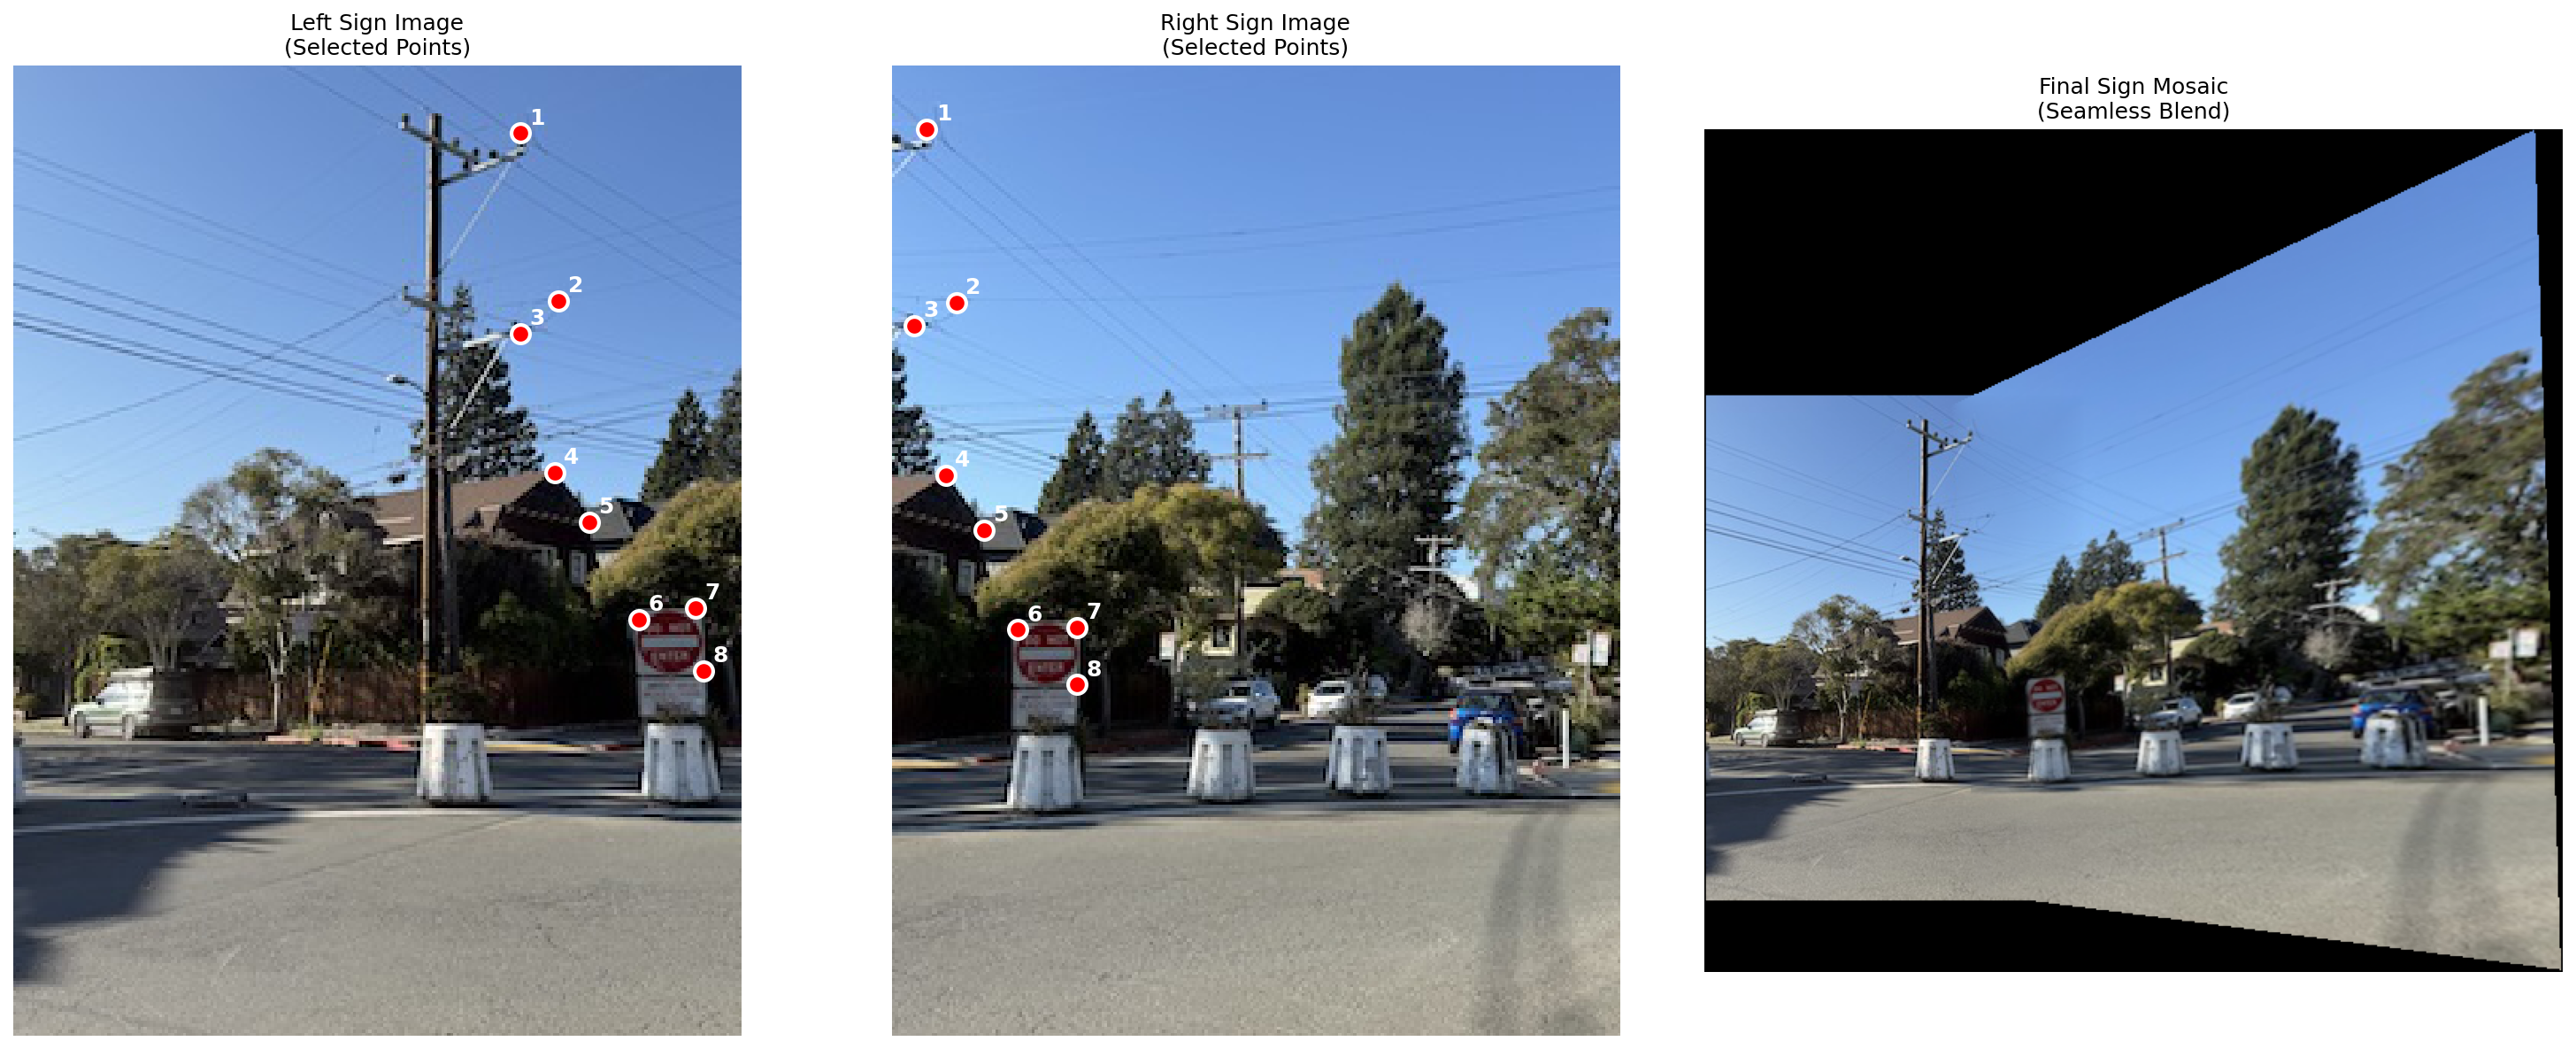 Left Sign Image
(Selected Points)
1
2
3
4
5
6
7
8
ENTER
Right Sign Image
(Selected Points)
1
2
3
4
5
6
7
8
ENTER
Final Sign Mosaic
(Seamless Blend)